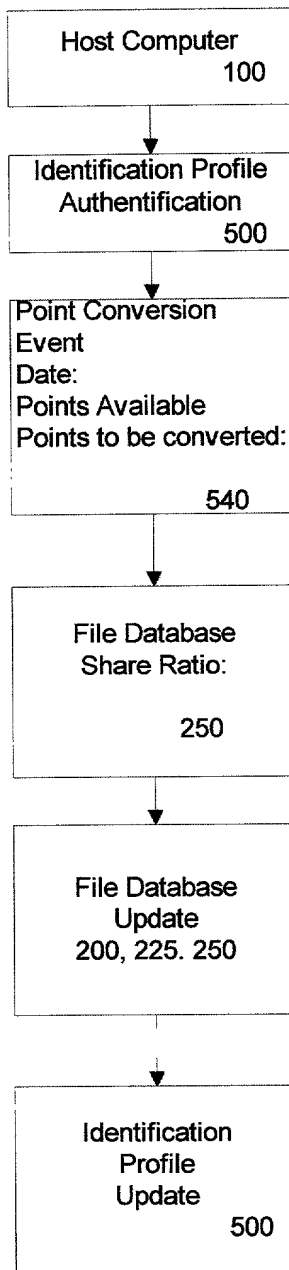 Host Computer
100
Identification Profile
Authentification
500
Point Conversion
Event
Date:
Points Available
Points to be converted:
540
File Database
Share Ratio:
250
File Database
Update
200, 225. 250
Identification
Profile
Update
500